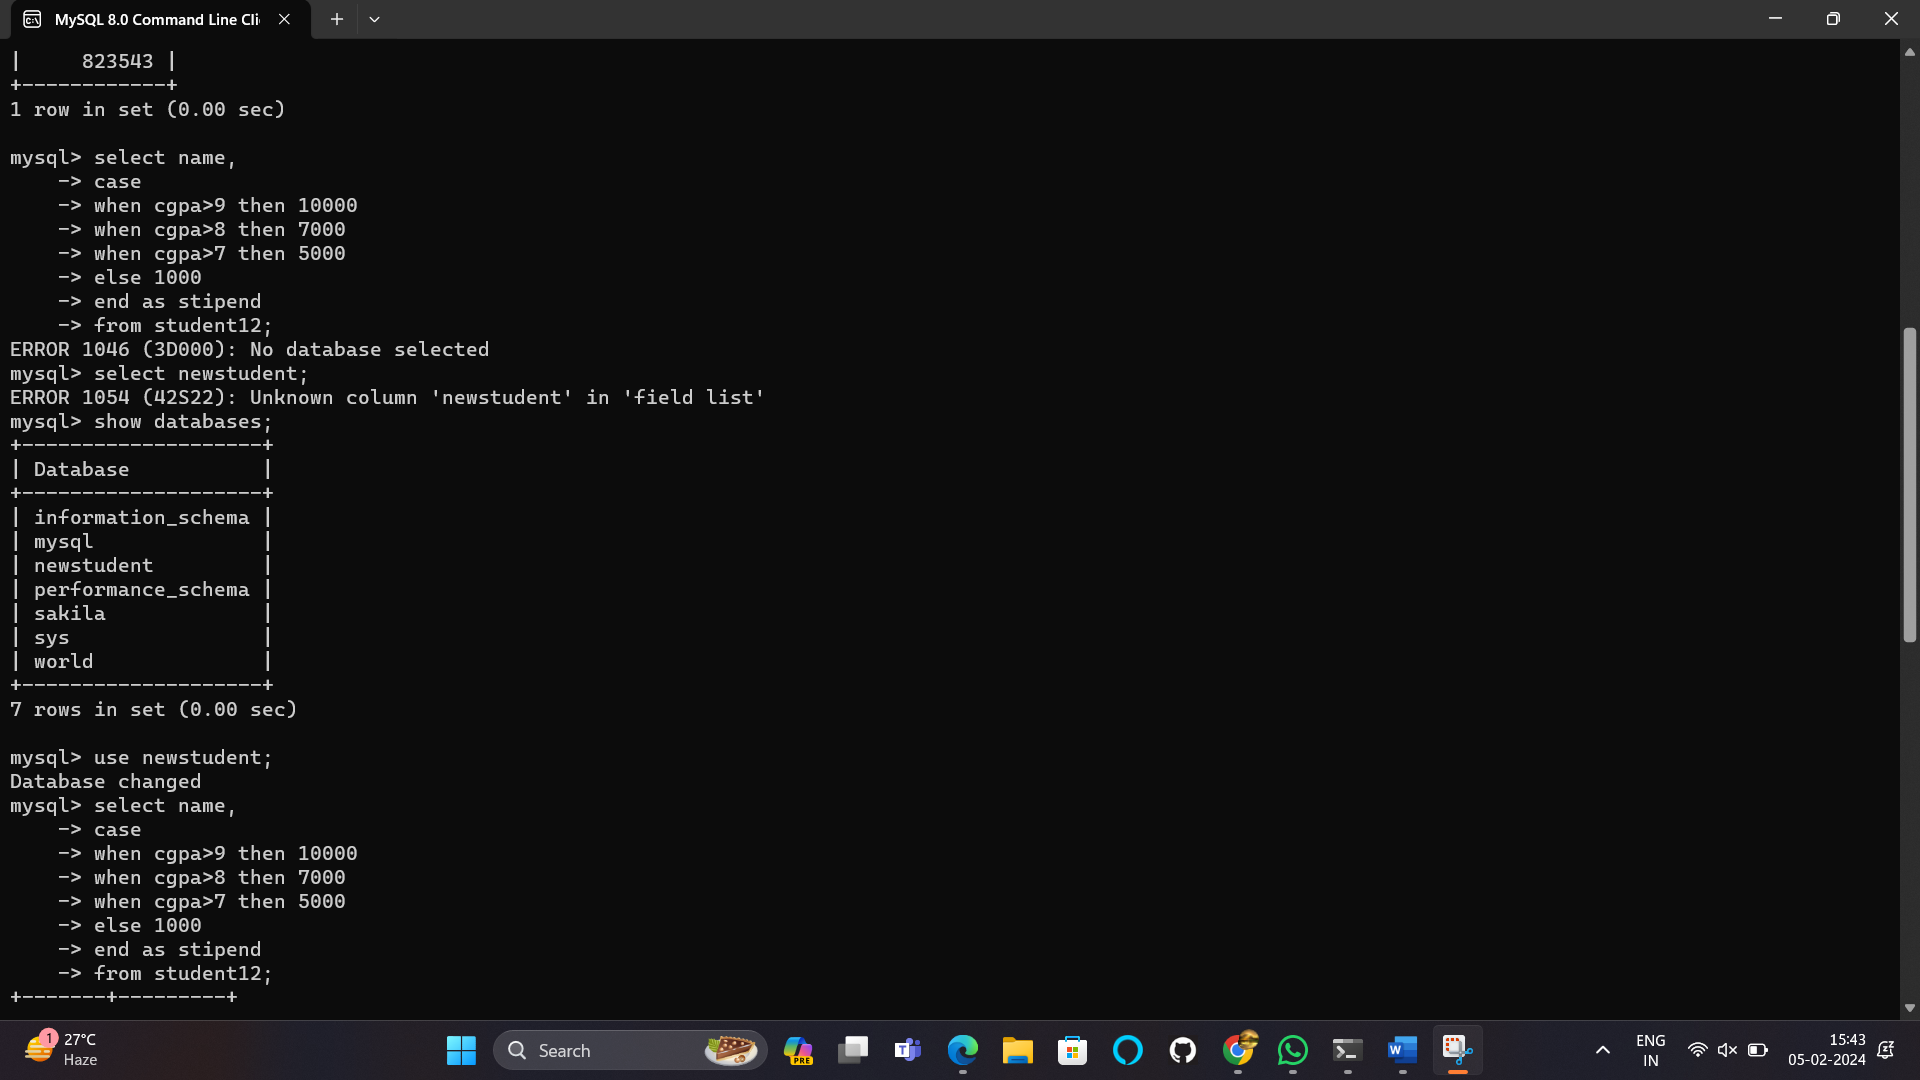 MySQL 8.0 Command Line Cli
|     823543 |
+------------+
1 row in set (0.00 sec)
mysql> select name,
    -> case
    -> when cgpa>9 then 10000
    -> when cgpa>8 then 7000
    -> when cgpa>7 then 5000
    -> else 1000
    -> end as stipend
    -> from student12;
ERROR 1046 (3D000): No database selected
mysql> select newstudent;
ERROR 1054 (42S22): Unknown column 'newstudent' in 'field list'
mysql> show databases;
+--------------------+
| Database           |
+--------------------+
| information_schema |
| mysql              |
| newstudent         |
| performance_schema |
| sakila             |
| sys                |
| world              |
+--------------------+
7 rows in set (0.00 sec)
mysql> use newstudent;
Database changed
mysql> select name,
    -> case
    -> when cgpa>9 then 10000
    -> when cgpa>8 then 7000
    -> when cgpa>7 then 5000
    -> else 1000
    -> end as stipend
    -> from student12;
+-------+---------+
1
27°C
Haze
Search
PRE
ENG
IN
15:43
05-02-2024